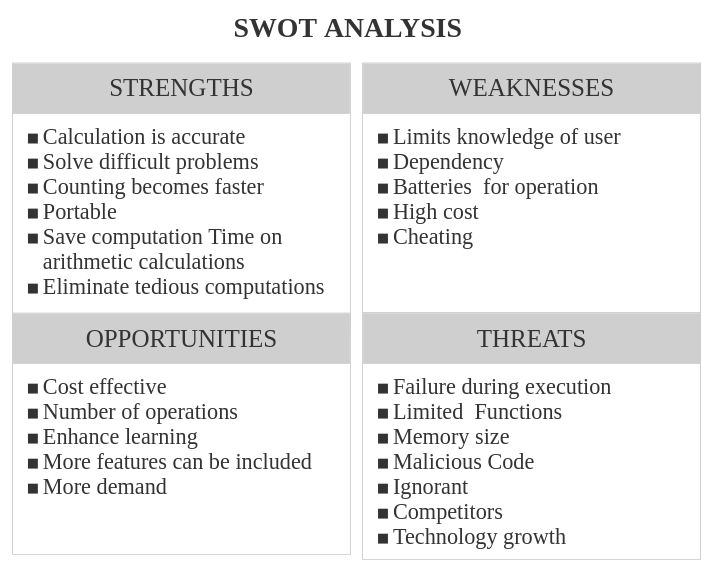 SWOT ANALYSIS
STRENGTHS
■ Calculation is accurate
■ Solve difficult problems
■ Counting becomes faster
■ Portable
■ Save computation Time on
arithmetic calculations
■ Eliminate tedious computations
WEAKNESSES
■ Limits knowledge of user
■ Dependency
■ Batteries  for operation
■ High cost
■ Cheating
OPPORTUNITIES
■ Cost effective
■ Number of operations
■ Enhance learning
■ More features can be included
■ More demand
THREATS
■ Failure during execution
■ Limited  Functions
■ Memory size
■ Malicious Code
■ Ignorant
■ Competitors
■ Technology growth